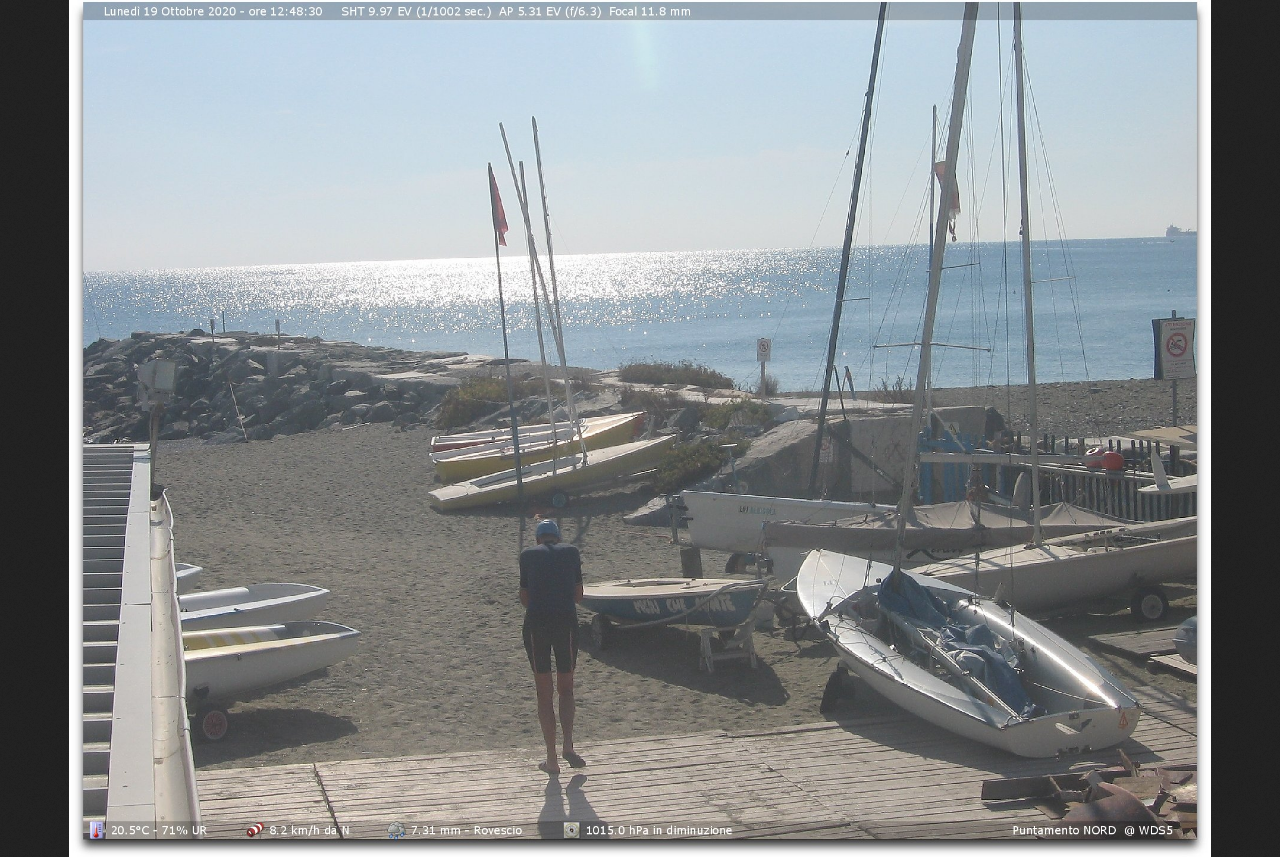 Lunedì 19 Ottobre 2020 - ore 12:48:30 SHT 9.97 EV (1/1002 sec.) AP 5.31 EV (f/6.3) Focal 11.8 mm
20.5°C - 71% UR 8.2 km/h da N 7.31 mm - Rovescio 1015.0 hPa in diminuzione Puntamento NORD @ WDS5